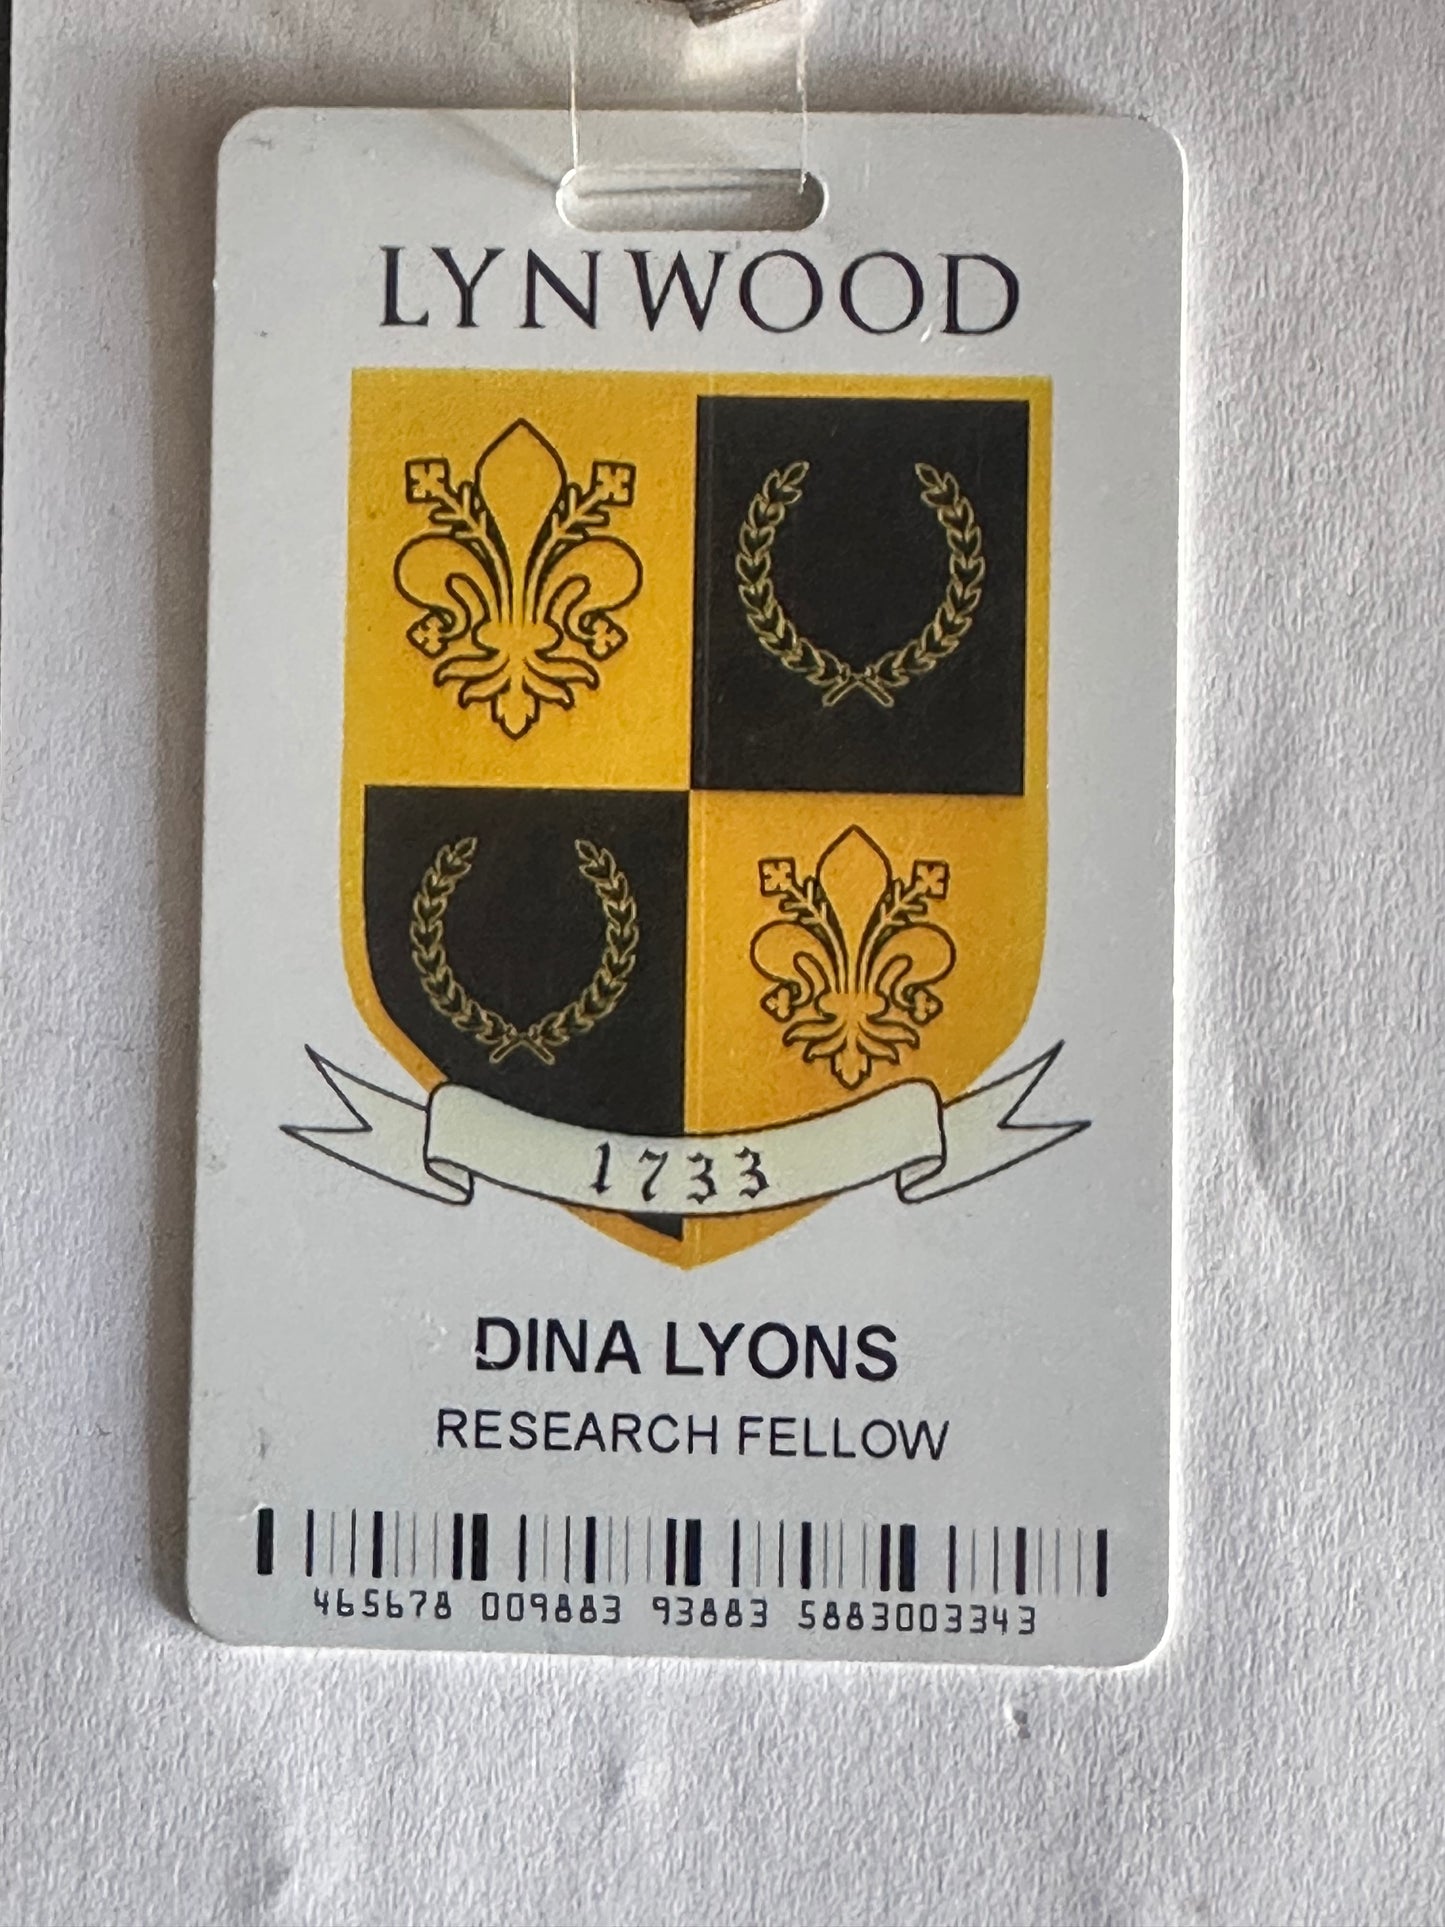 LYNWOOD
1733
DINA LYONS
RESEARCH FELLOW
465678 009883 93883 5883003343